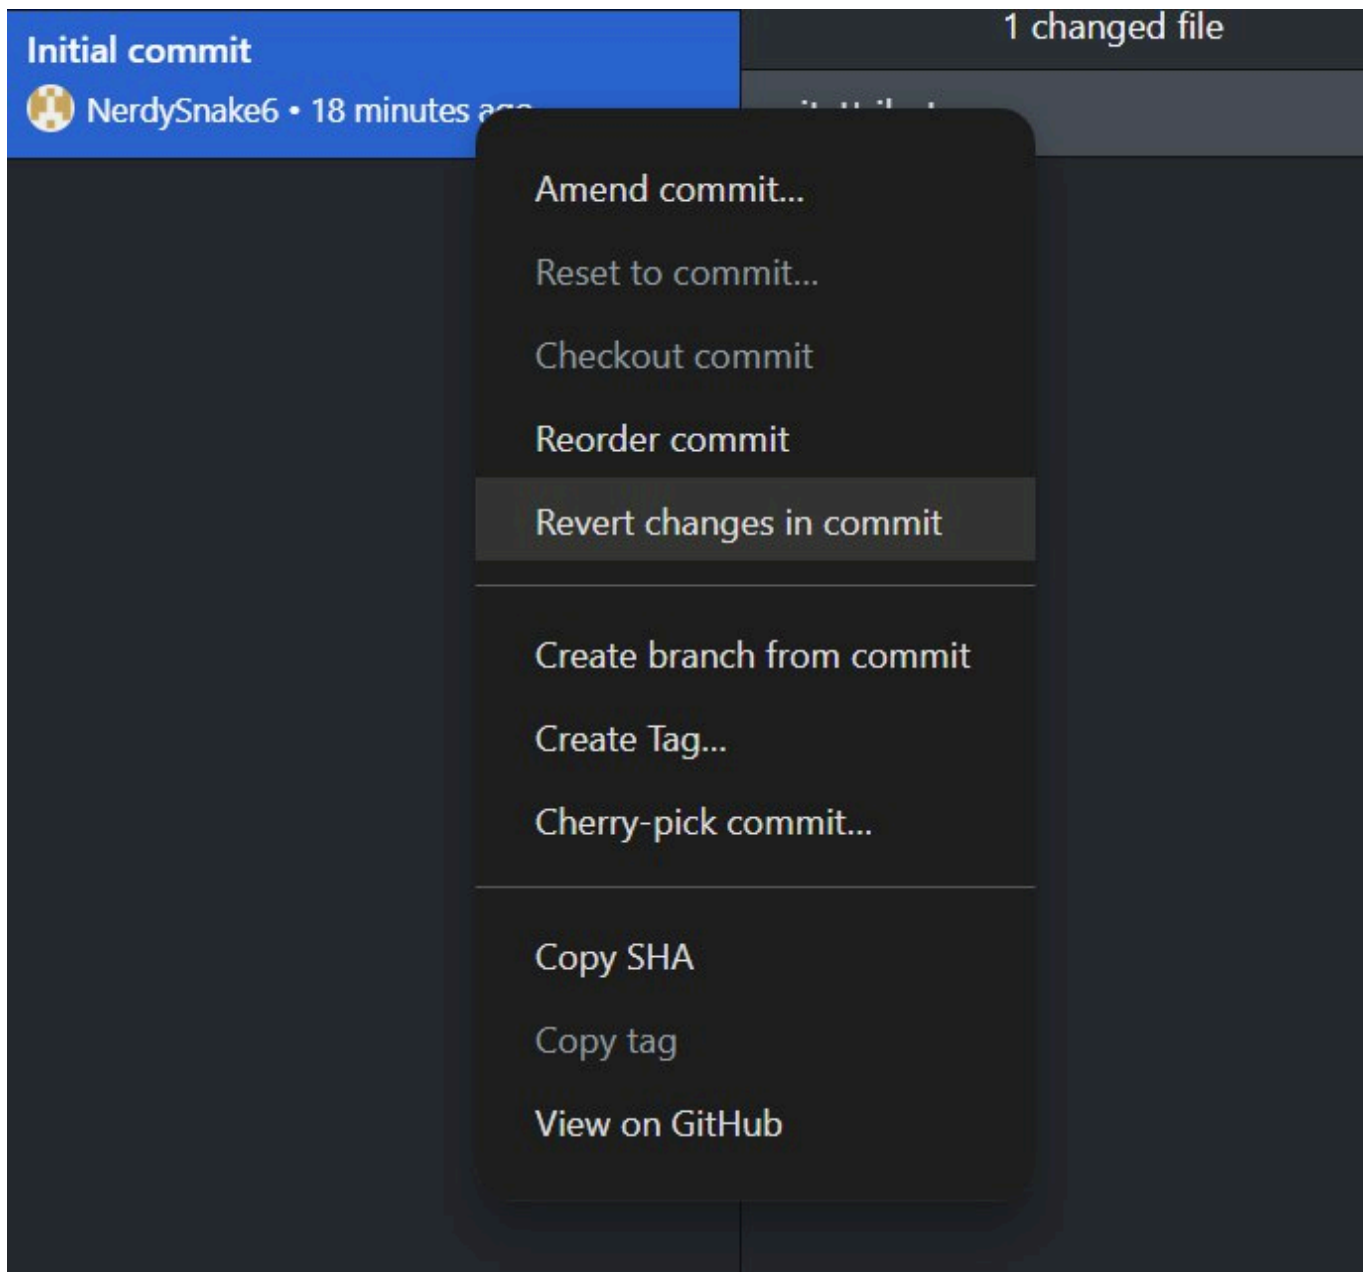 Initial commit
NerdySnake6 • 18 minutes ago
1 changed file
Amend commit...
Reset to commit...
Checkout commit
Reorder commit
Revert changes in commit
Create branch from commit
Create Tag...
Cherry-pick commit...
Copy SHA
Copy tag
View on GitHub